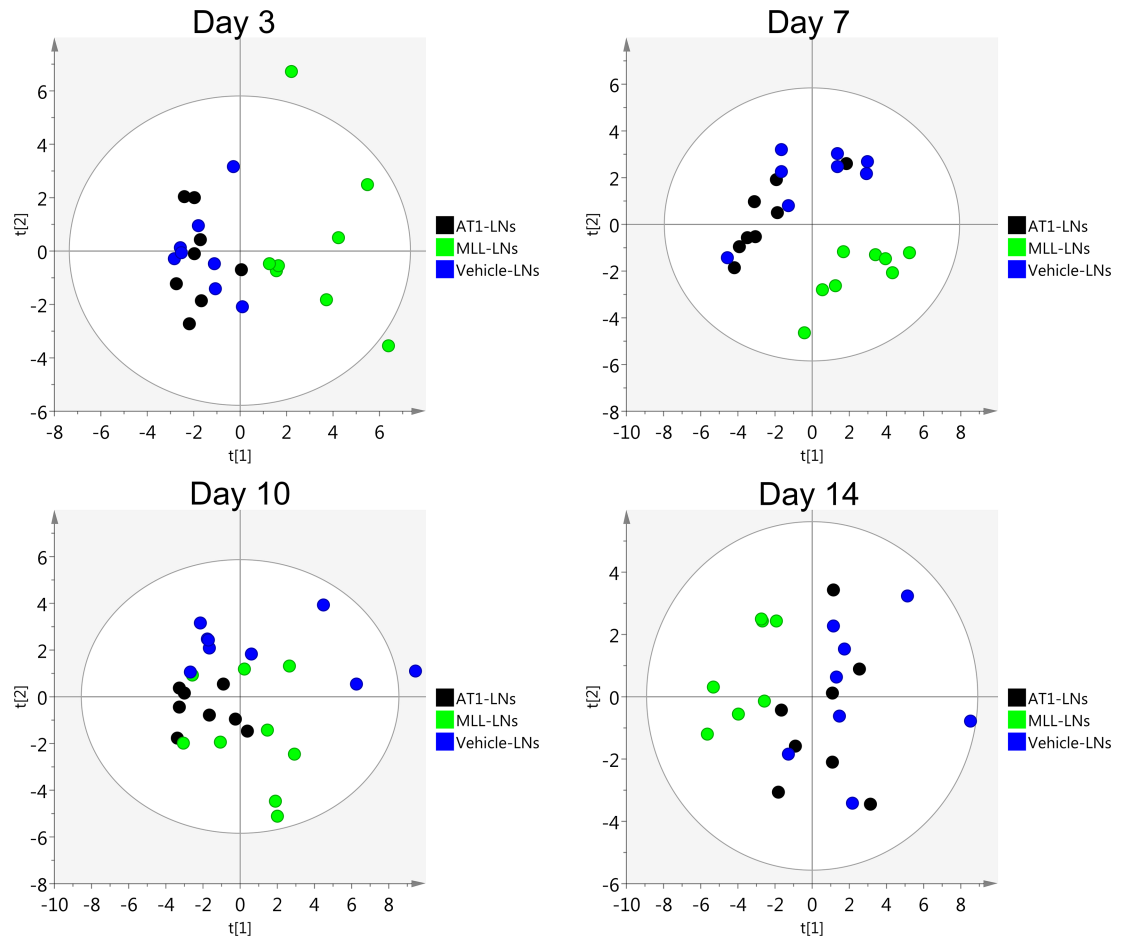 Day 3
6
4
2
0
-2
-4
-6
t[2]
-8 -6 -4 -2 0 2 4 6
t[1]
AT1-LNs
MLL-LNs
Vehicle-LNs
Day 7
6
4
2
0
-2
-4
-6
-8
t[2]
-10 -8 -6 -4 -2 0 2 4 6 8
t[1]
AT1-LNs
MLL-LNs
Vehicle-LNs
Day 10
6
4
2
0
-2
-4
-6
-8
t[2]
-10 -8 -6 -4 -2 0 2 4 6 8
t[1]
AT1-LNs
MLL-LNs
Vehicle-LNs
Day 14
4
2
0
-2
-4
-6
t[2]
-10 -8 -6 -4 -2 0 2 4 6 8
t[1]
AT1-LNs
MLL-LNs
Vehicle-LNs